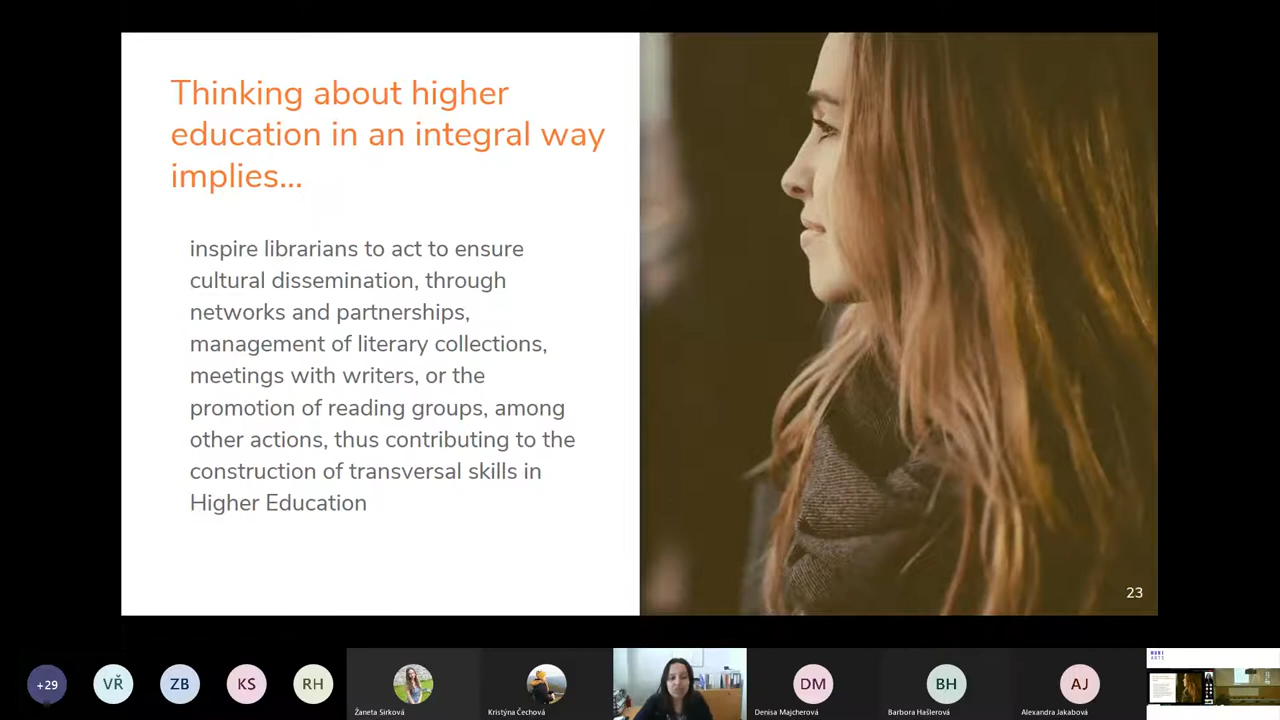 Thinking about higher
education in an integral way
implies...
inspire librarians to act to ensure
cultural dissemination, through
networks and partnerships,
management of literary collections,
meetings with writers, or the
promotion of reading groups, among
other actions, thus contributing to the
construction of transversal skills in
Higher Education
23
+29
VŘ
ZB
KS
RH
Žaneta Sirková
Kristýna Čechová
DM
Denisa Majcherová
BH
Barbora Hašlerová
AJ
Alexandra Jakabová
MUNI
ARTS